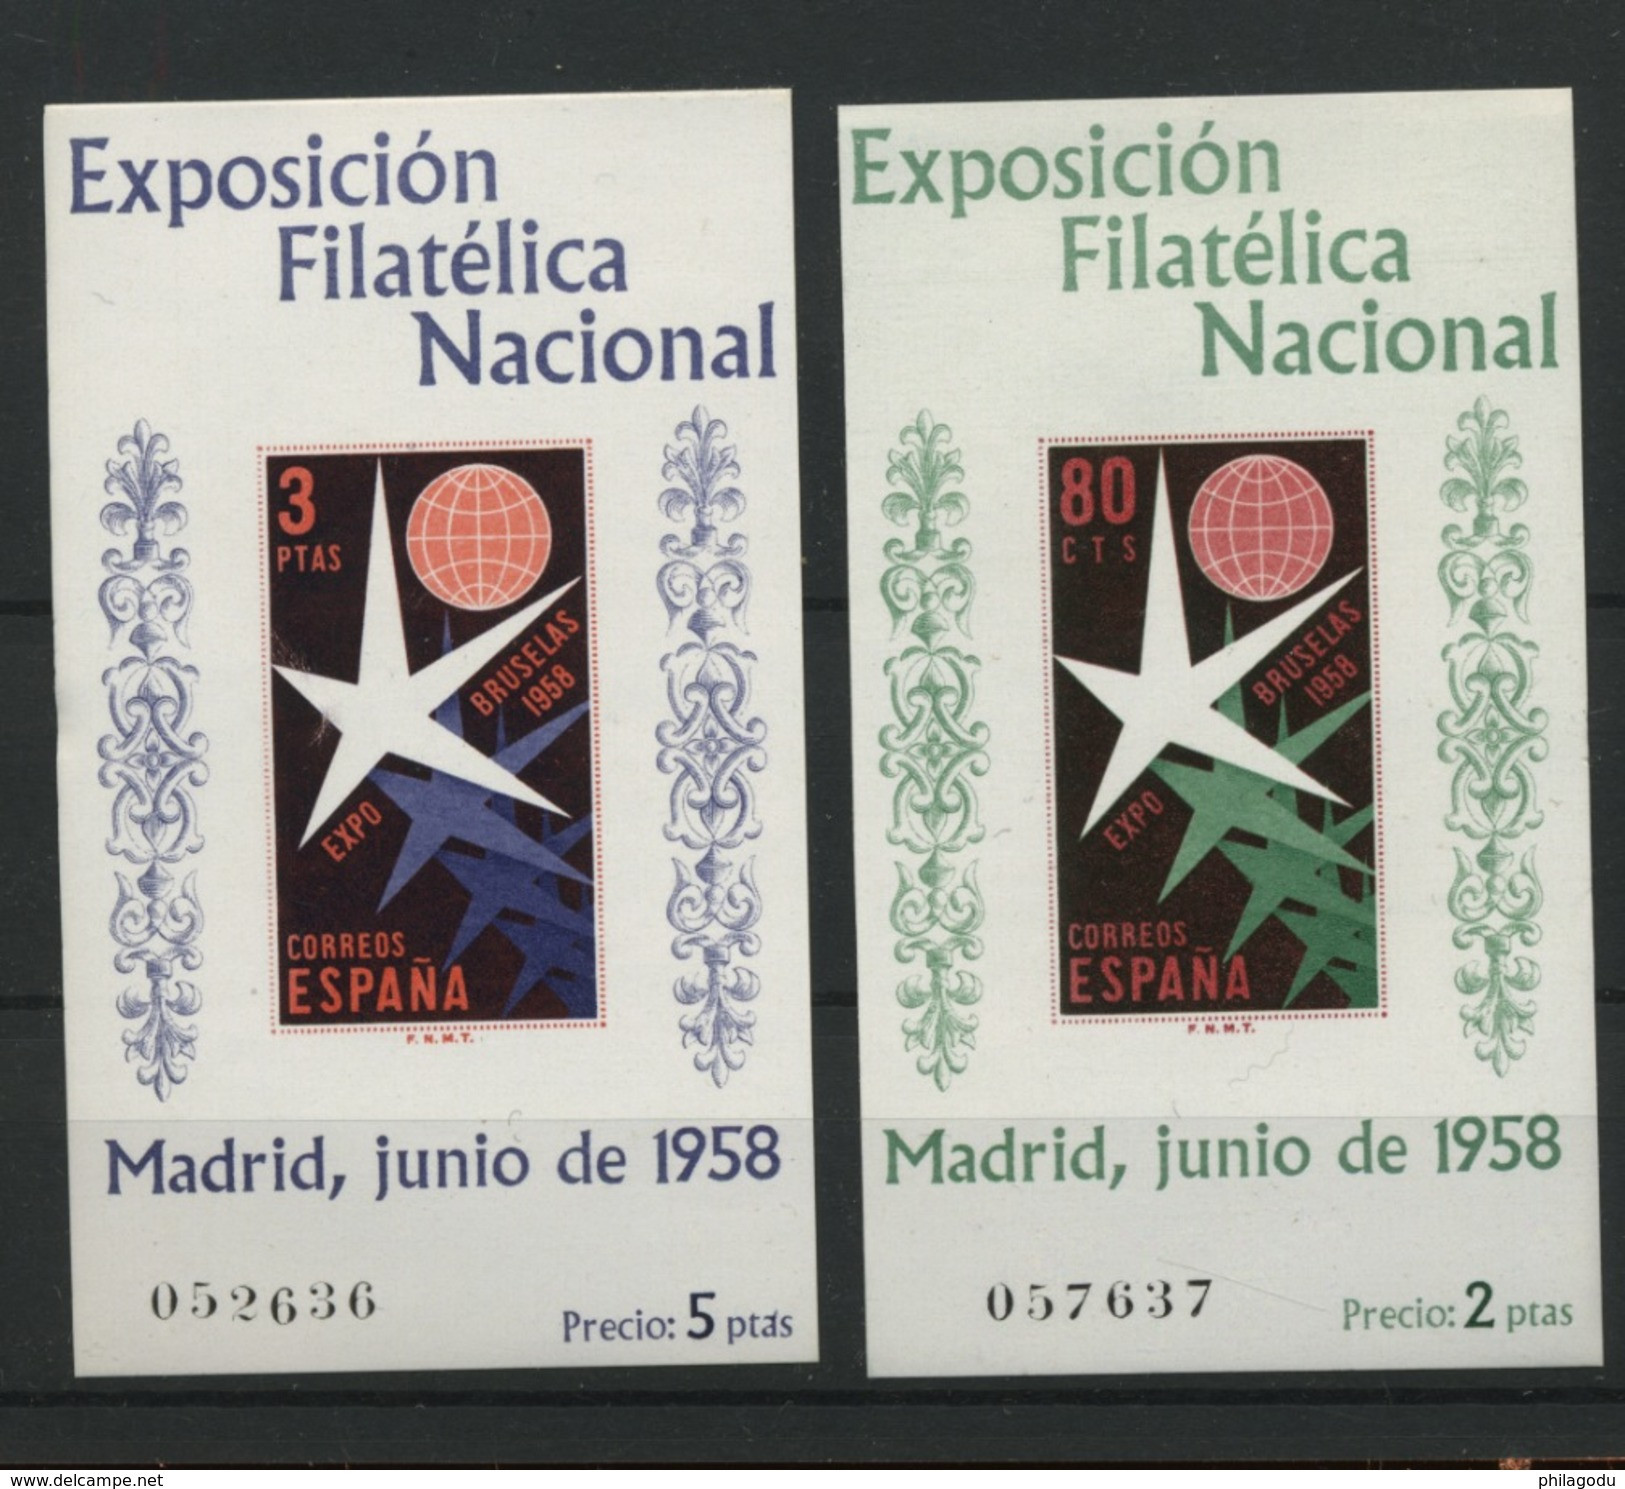 Exposición
Filatélica
Nacional
3
PTAS
BRUSELAS
1958
EXPO
CORREOS
ESPAÑA
F.N.M.T.
Madrid, junio de 1958
052636
Precio: 5 ptas
Exposición
Filatélica
Nacional
80
CTS
BRUSELAS
1958
EXPO
CORREOS
ESPAÑA
F.N.M.T.
Madrid, junio de 1958
057637
Precio: 2 ptas
www.delcampe.net
philagodu